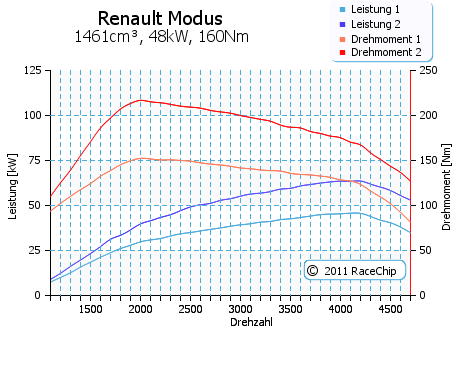 Renault Modus
1461cm³, 48kW, 160Nm
Leistung 1
Leistung 2
Drehmoment 1
Drehmoment 2
125
100
75
50
25
0
Leistung [kW]
250
200
150
100
50
0
Drehmoment [Nm]
1500 2000 2500 3000 3500 4000 4500
Drehzahl
© 2011 RaceChip